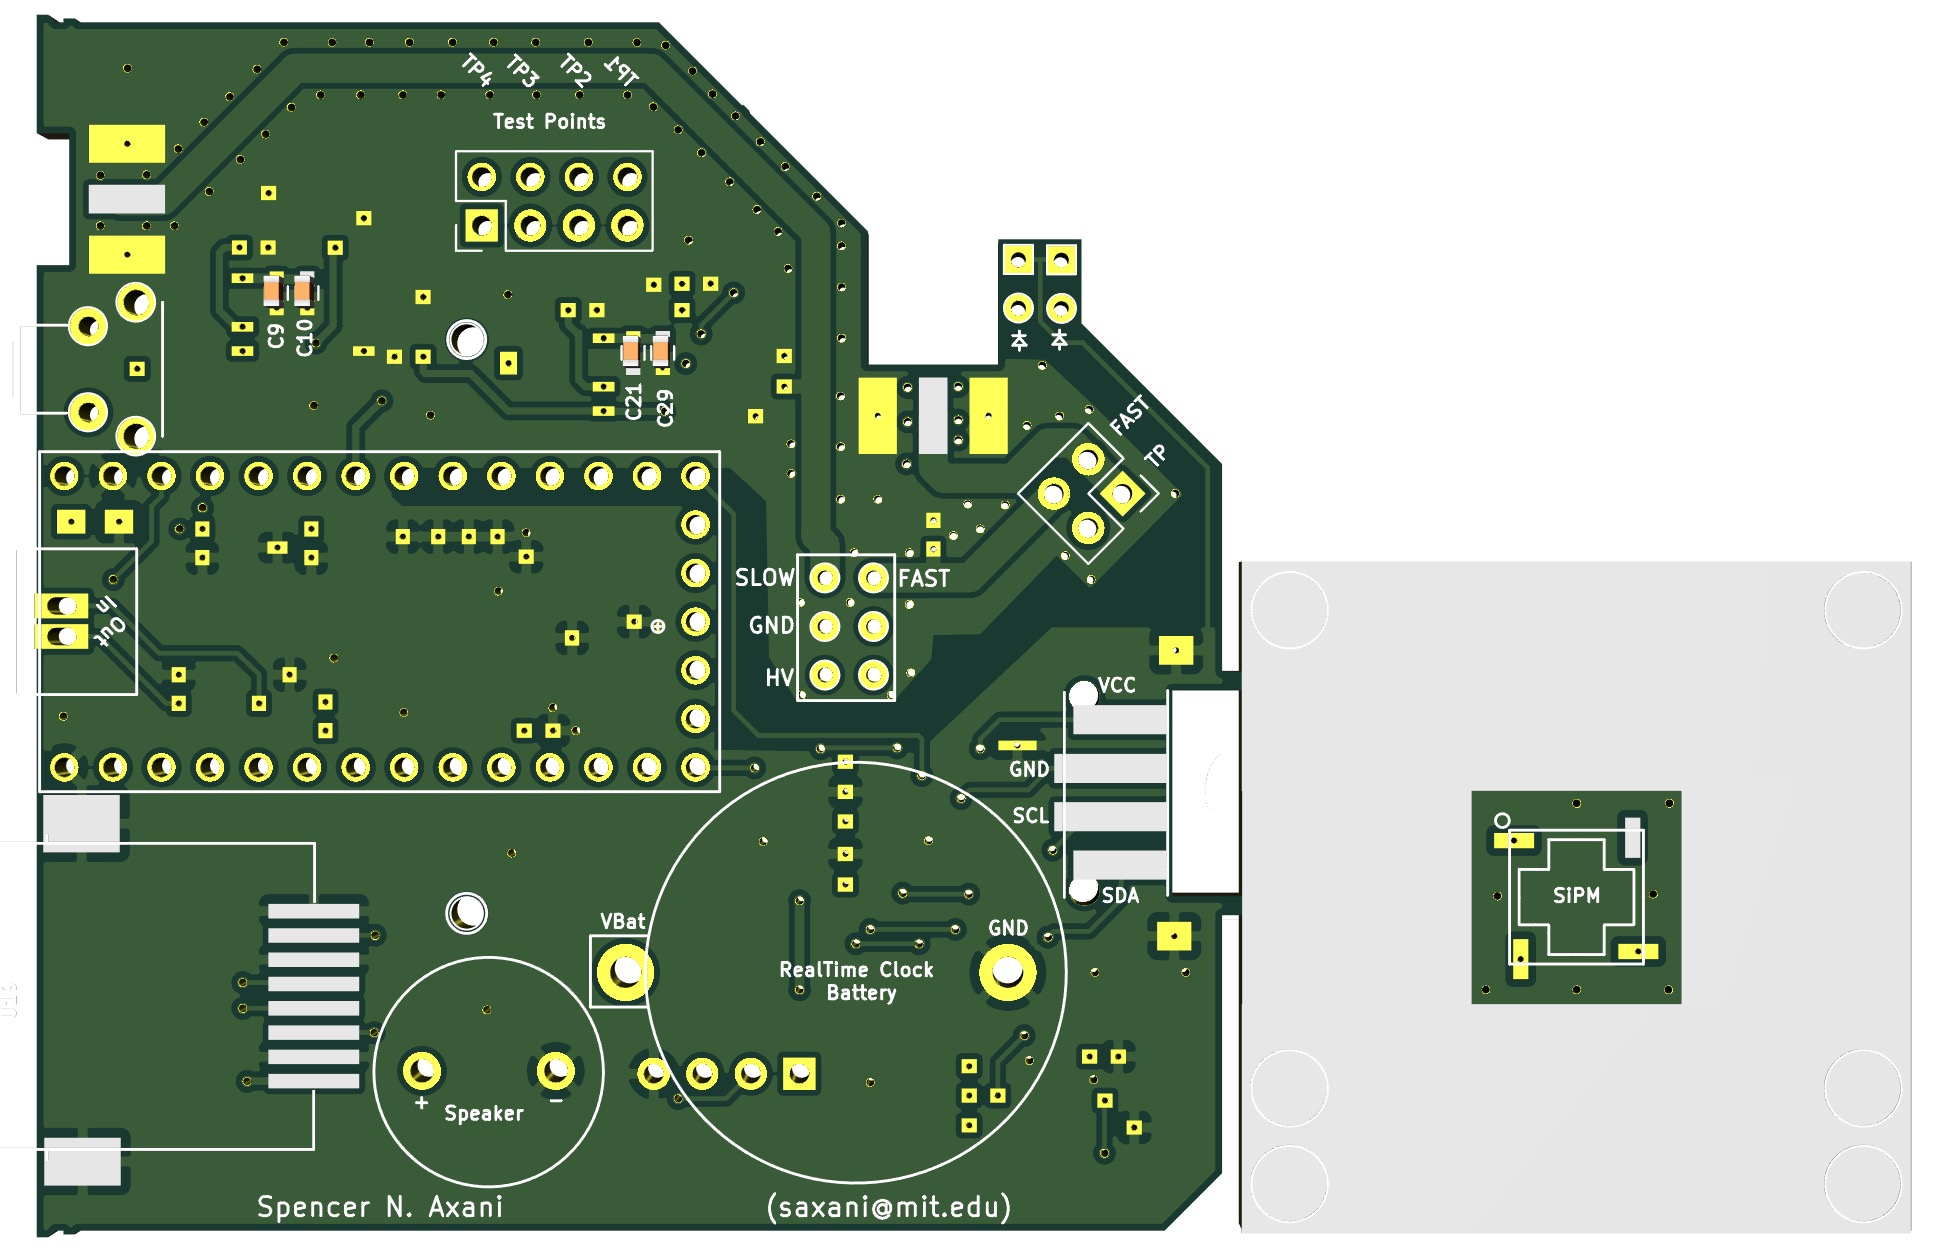 TP4 TP3 TP2 TP1
Test Points
C9 C10
C21 C29
FAST
TP
In
Out
SLOW FAST
GND
HV
VCC
GND
SCL
SDA
SiPM
VBat
GND
RealTime Clock
Battery
+ −
Speaker
Spencer N. Axani (saxani@mit.edu)